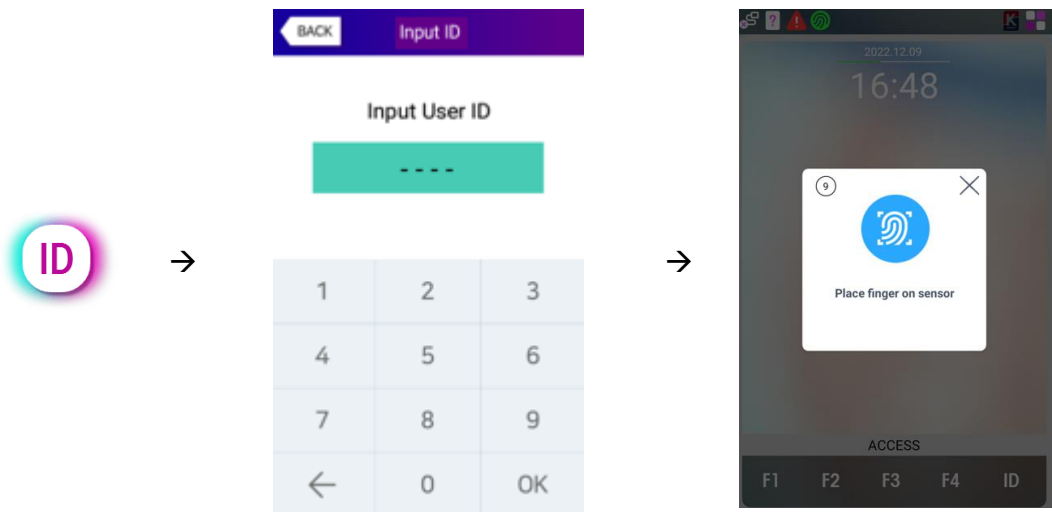 ID
→
BACK
Input ID
Input User ID
----
1 2 3
4 5 6
7 8 9
← 0 OK
→
? K
2022.12.09
16:48
9
Place finger on sensor
ACCESS
F1 F2 F3 F4 ID